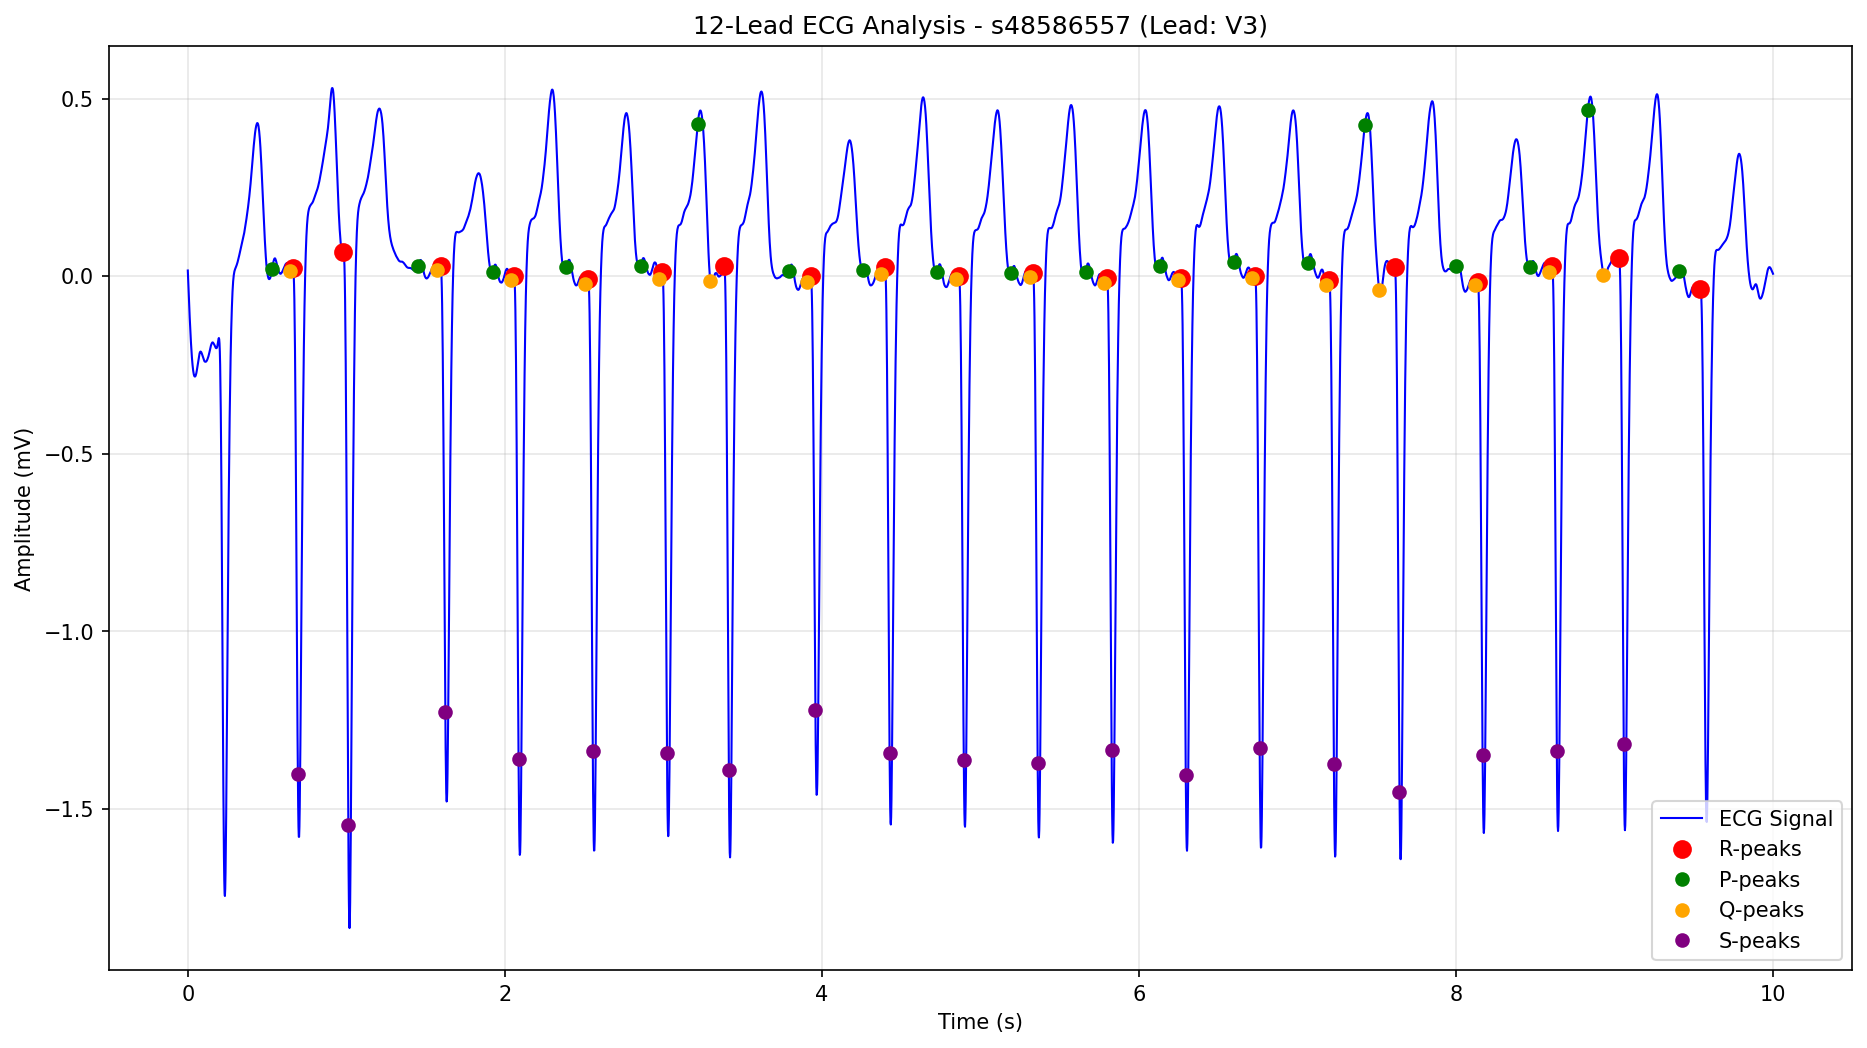 12-Lead ECG Analysis - s48586557 (Lead: V3)
Amplitude (mV)
0.5
0.0
−0.5
−1.0
−1.5
0 2 4 6 8 10
Time (s)
ECG Signal
R-peaks
P-peaks
Q-peaks
S-peaks